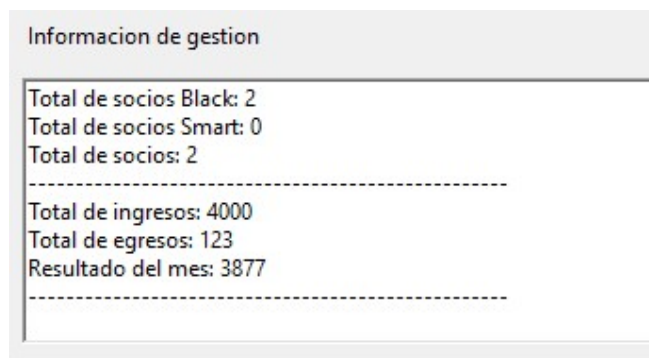 Informacion de gestion
Total de socios Black: 2
Total de socios Smart: 0
Total de socios: 2
---------------------------------------------------
Total de ingresos: 4000
Total de egresos: 123
Resultado del mes: 3877
---------------------------------------------------